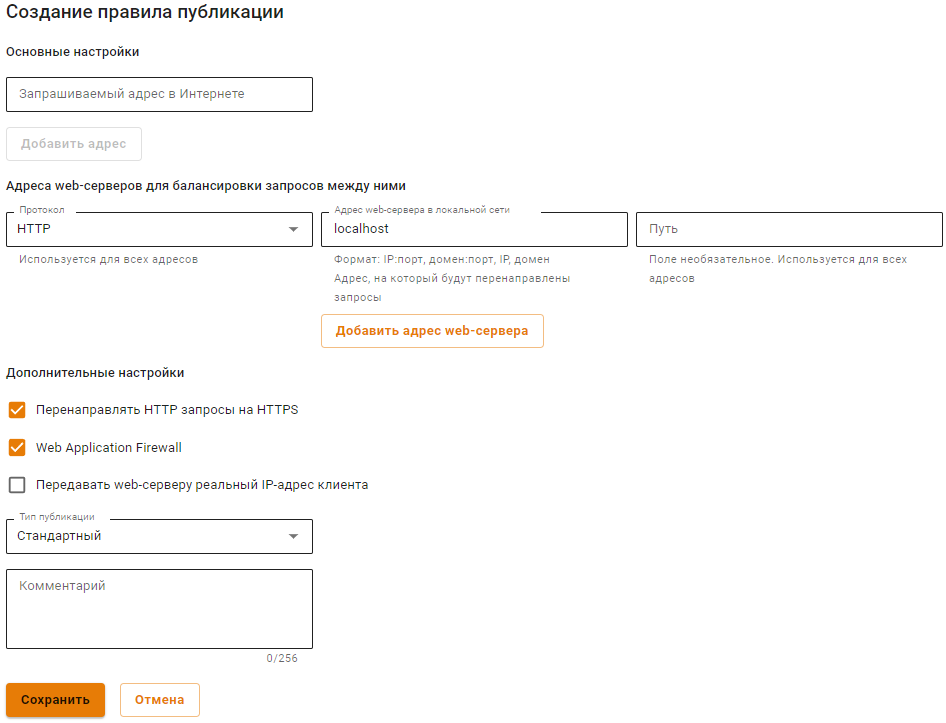 Создание правила публикации
Основные настройки
Запрашиваемый адрес в Интернете
Добавить адрес
Адреса web-серверов для балансировки запросов между ними
Протокол
HTTP
Используется для всех адресов
Адрес web-сервера в локальной сети
localhost
Формат: IP:порт, домен:порт, IP, домен
Адрес, на который будут перенаправлены
запросы
Путь
Поле необязательное. Используется для всех
адресов
Добавить адрес web-сервера
Дополнительные настройки
Перенаправлять HTTP запросы на HTTPS
Web Application Firewall
Передавать web-серверу реальный IP-адрес клиента
Тип публикации
Стандартный
Комментарий
0/256
Сохранить
Отмена